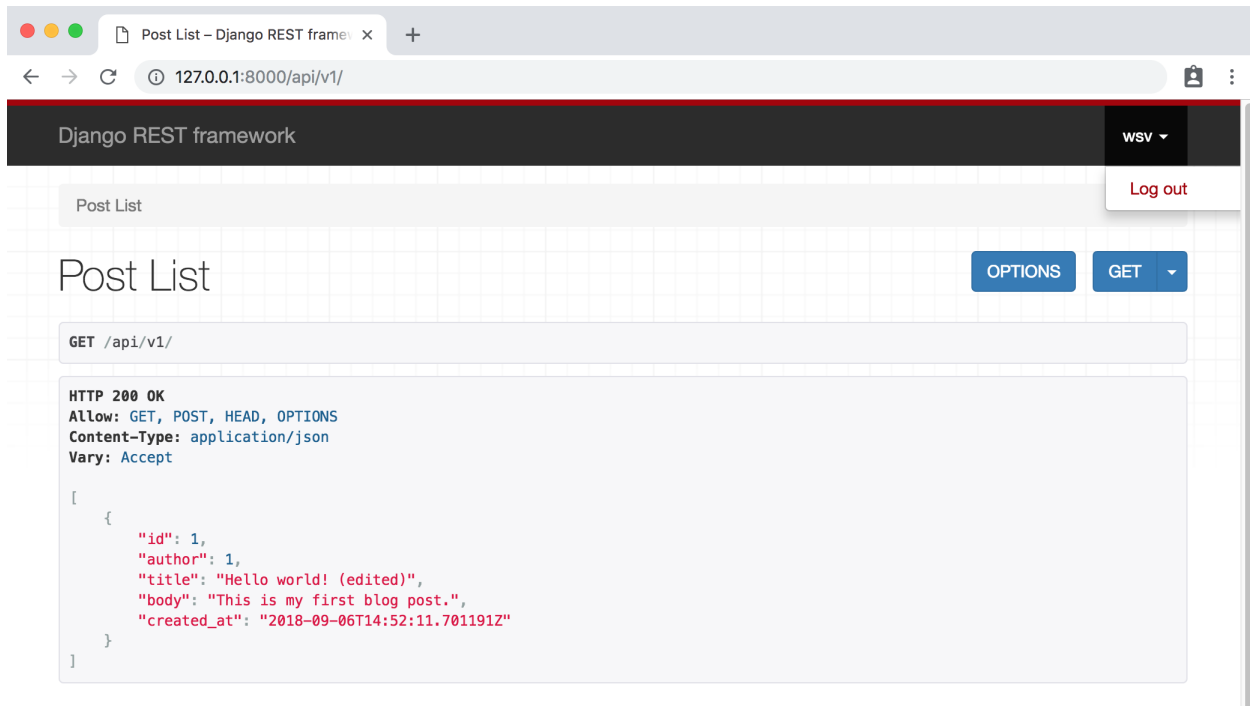 Post List – Django REST framew
127.0.0.1:8000/api/v1/
Django REST framework
wsv
Log out
Post List
Post List
OPTIONS
GET
GET /api/v1/
HTTP 200 OK
Allow: GET, POST, HEAD, OPTIONS
Content-Type: application/json
Vary: Accept
[
    {
        "id": 1,
        "author": 1,
        "title": "Hello world! (edited)",
        "body": "This is my first blog post.",
        "created_at": "2018-09-06T14:52:11.701191Z"
    }
]